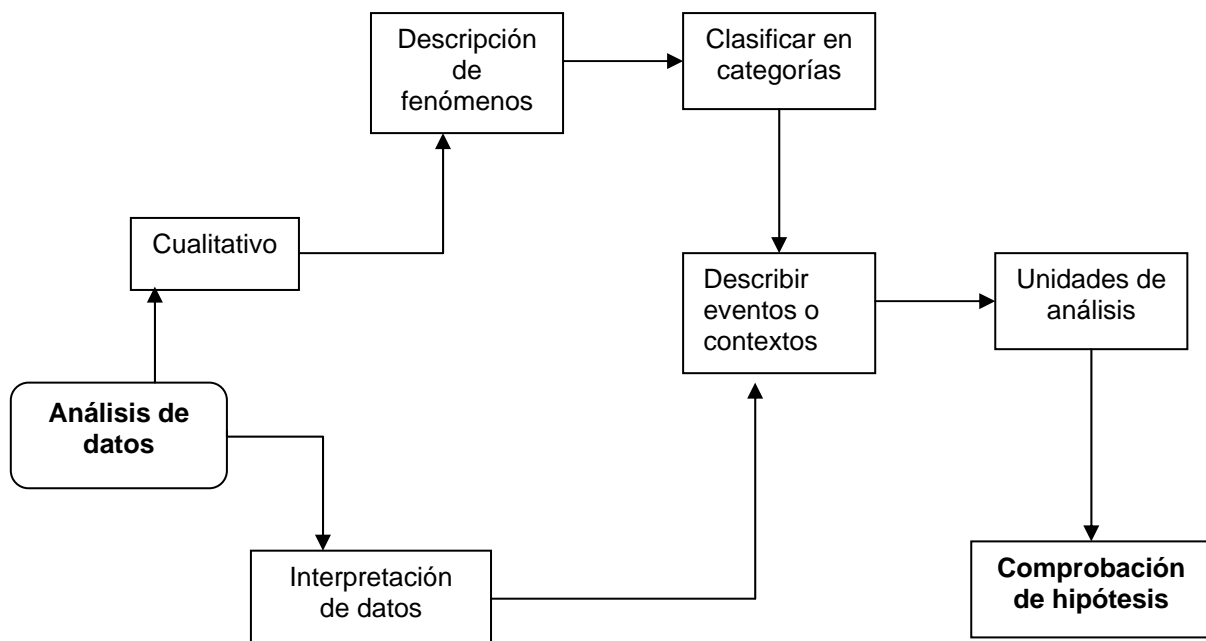 Descripción
de
fenómenos
Clasificar en
categorías
Cualitativo
Describir
eventos o
contextos
Unidades de
análisis
Análisis de
datos
Interpretación
de datos
Comprobación
de hipótesis